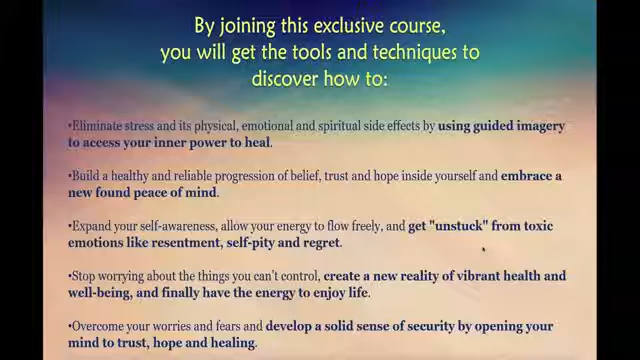 By joining this exclusive course,
you will get the tools and techniques to
discover how to:
•Eliminate stress and its physical, emotional and spiritual side effects by using guided imagery
to access your inner power to heal.
•Build a healthy and reliable progression of belief, trust and hope inside yourself and embrace a
new found peace of mind.
•Expand your self-awareness, allow your energy to flow freely, and get "unstuck" from toxic
emotions like resentment, self-pity and regret.
•Stop worrying about the things you can't control, create a new reality of vibrant health and
well-being, and finally have the energy to enjoy life.
•Overcome your worries and fears and develop a solid sense of security by opening your
mind to trust, hope and healing.